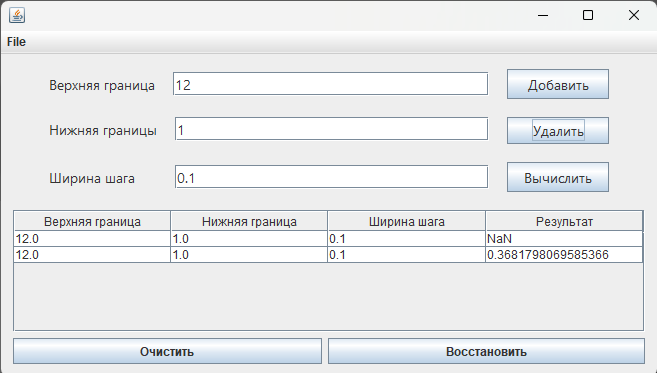 File
Верхняя граница 12 Добавить
Нижняя границы 1 Удалить
Ширина шага 0.1 Вычислить
Верхняя граница Нижняя граница Ширина шага Результат
12.0 1.0 0.1 NaN
12.0 1.0 0.1 0.3681798069585366
Очистить Восстановить